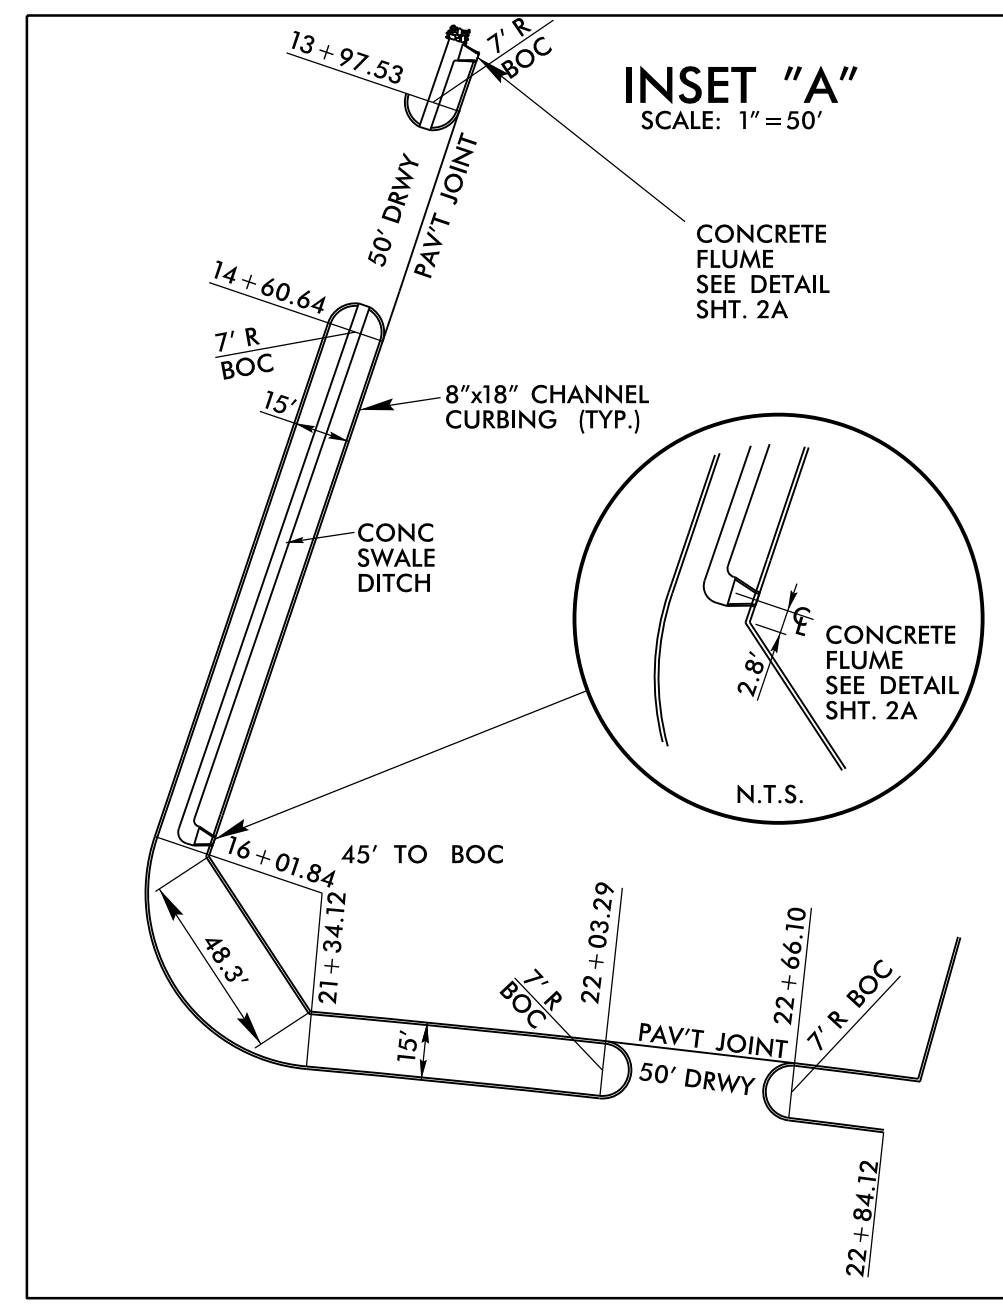 INSET "A"
SCALE: 1"=50'
13+97.53
7' R
BOC
50' DRWY
PAV'T JOINT
CONCRETE
FLUME
SEE DETAIL
SHT. 2A
14+60.64
7' R
BOC
15'
8"x18" CHANNEL
CURBING (TYP.)
CONC
SWALE
DITCH
℄
2.8'
CONCRETE
FLUME
SEE DETAIL
SHT. 2A
N.T.S.
16+01.84
45' TO BOC
21+34.12
48.3'
22+03.29
7' R
BOC
15'
22+66.10
7' R BOC
PAV'T JOINT
50' DRWY
22+84.12